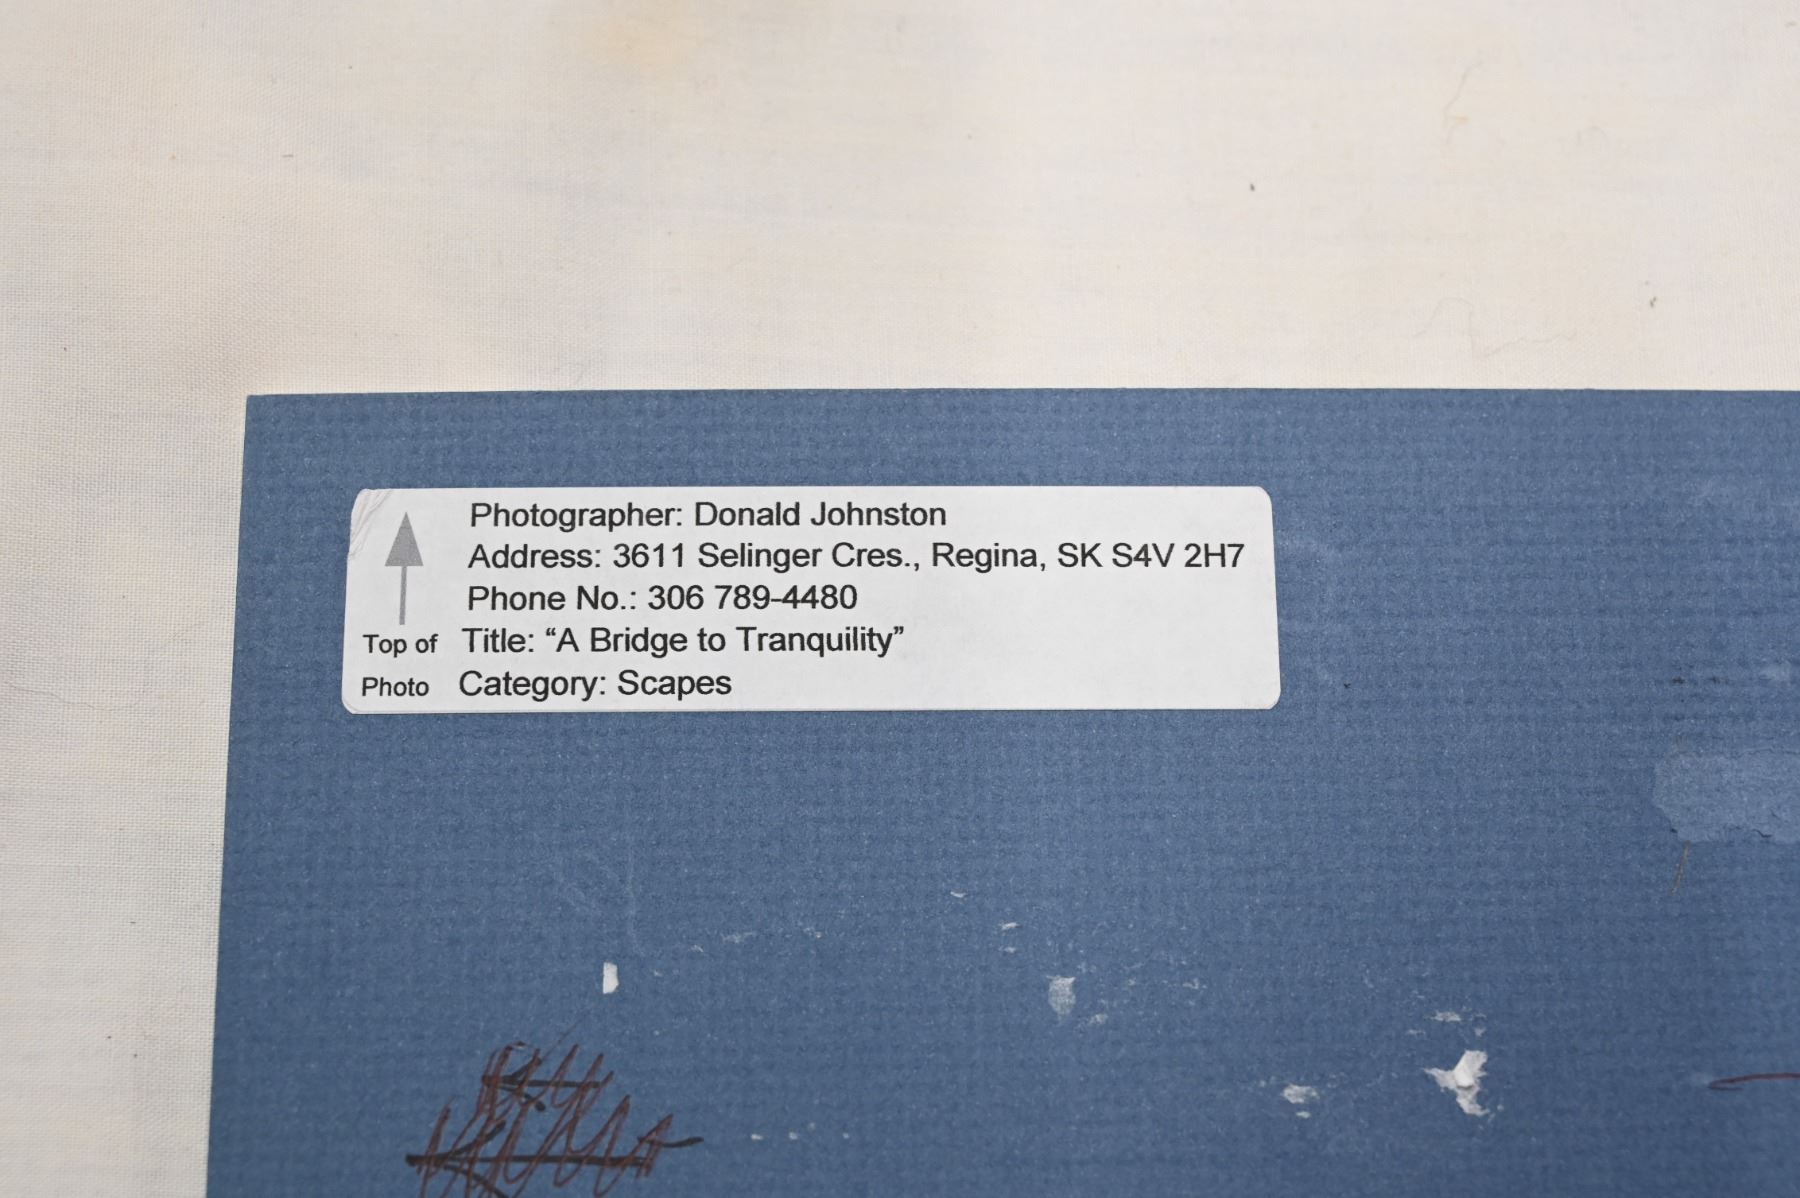 Photographer: Donald Johnston
Address: 3611 Selinger Cres., Regina, SK S4V 2H7
Phone No.: 306 789-4480
Top of Title: “A Bridge to Tranquility”
Photo Category: Scapes